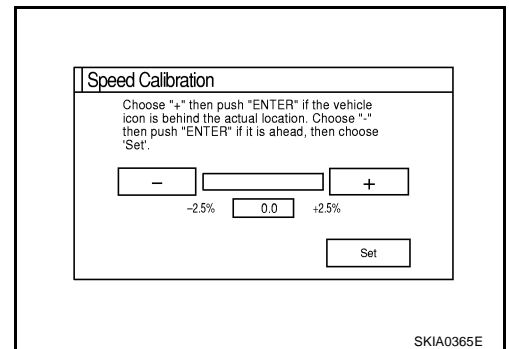 Speed Calibration
Choose "+" then push "ENTER" if the vehicle
icon is behind the actual location. Choose "-"
then push "ENTER" if it is ahead, then choose
'Set'.
− +
−2.5% 0.0 +2.5%
Set
SKIA0365E